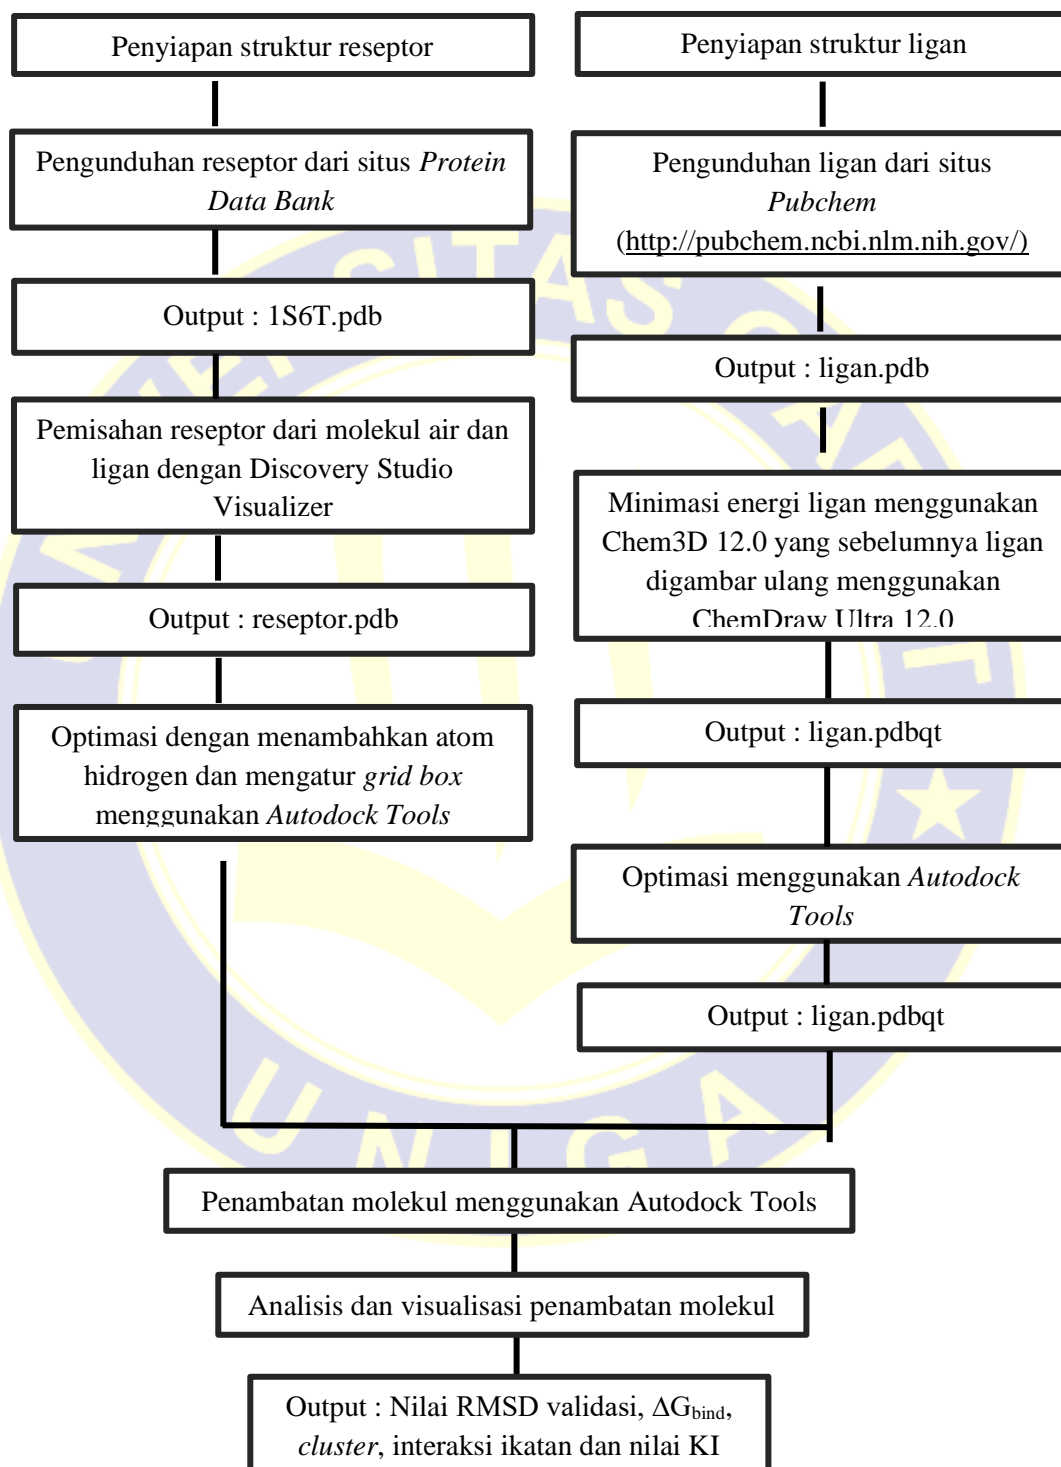 Penyiapan struktur reseptor
Pengunduhan reseptor dari situs Protein
Data Bank
Output : 1S6T.pdb
Pemisahan reseptor dari molekul air dan
ligan dengan Discovery Studio
Visualizer
Output : reseptor.pdb
Optimasi dengan menambahkan atom
hidrogen dan mengatur grid box
menggunakan Autodock Tools
Penyiapan struktur ligan
Pengunduhan ligan dari situs
Pubchem
(http://pubchem.ncbi.nlm.nih.gov/)
Output : ligan.pdb
Minimasi energi ligan menggunakan
Chem3D 12.0 yang sebelumnya ligan
digambar ulang menggunakan
ChemDraw Ultra 12.0
Output : ligan.pdbqt
Optimasi menggunakan Autodock
Tools
Output : ligan.pdbqt
Penambatan molekul menggunakan Autodock Tools
Analisis dan visualisasi penambatan molekul
Output : Nilai RMSD validasi, ΔGbind,
cluster, interaksi ikatan dan nilai KI
UNIGA